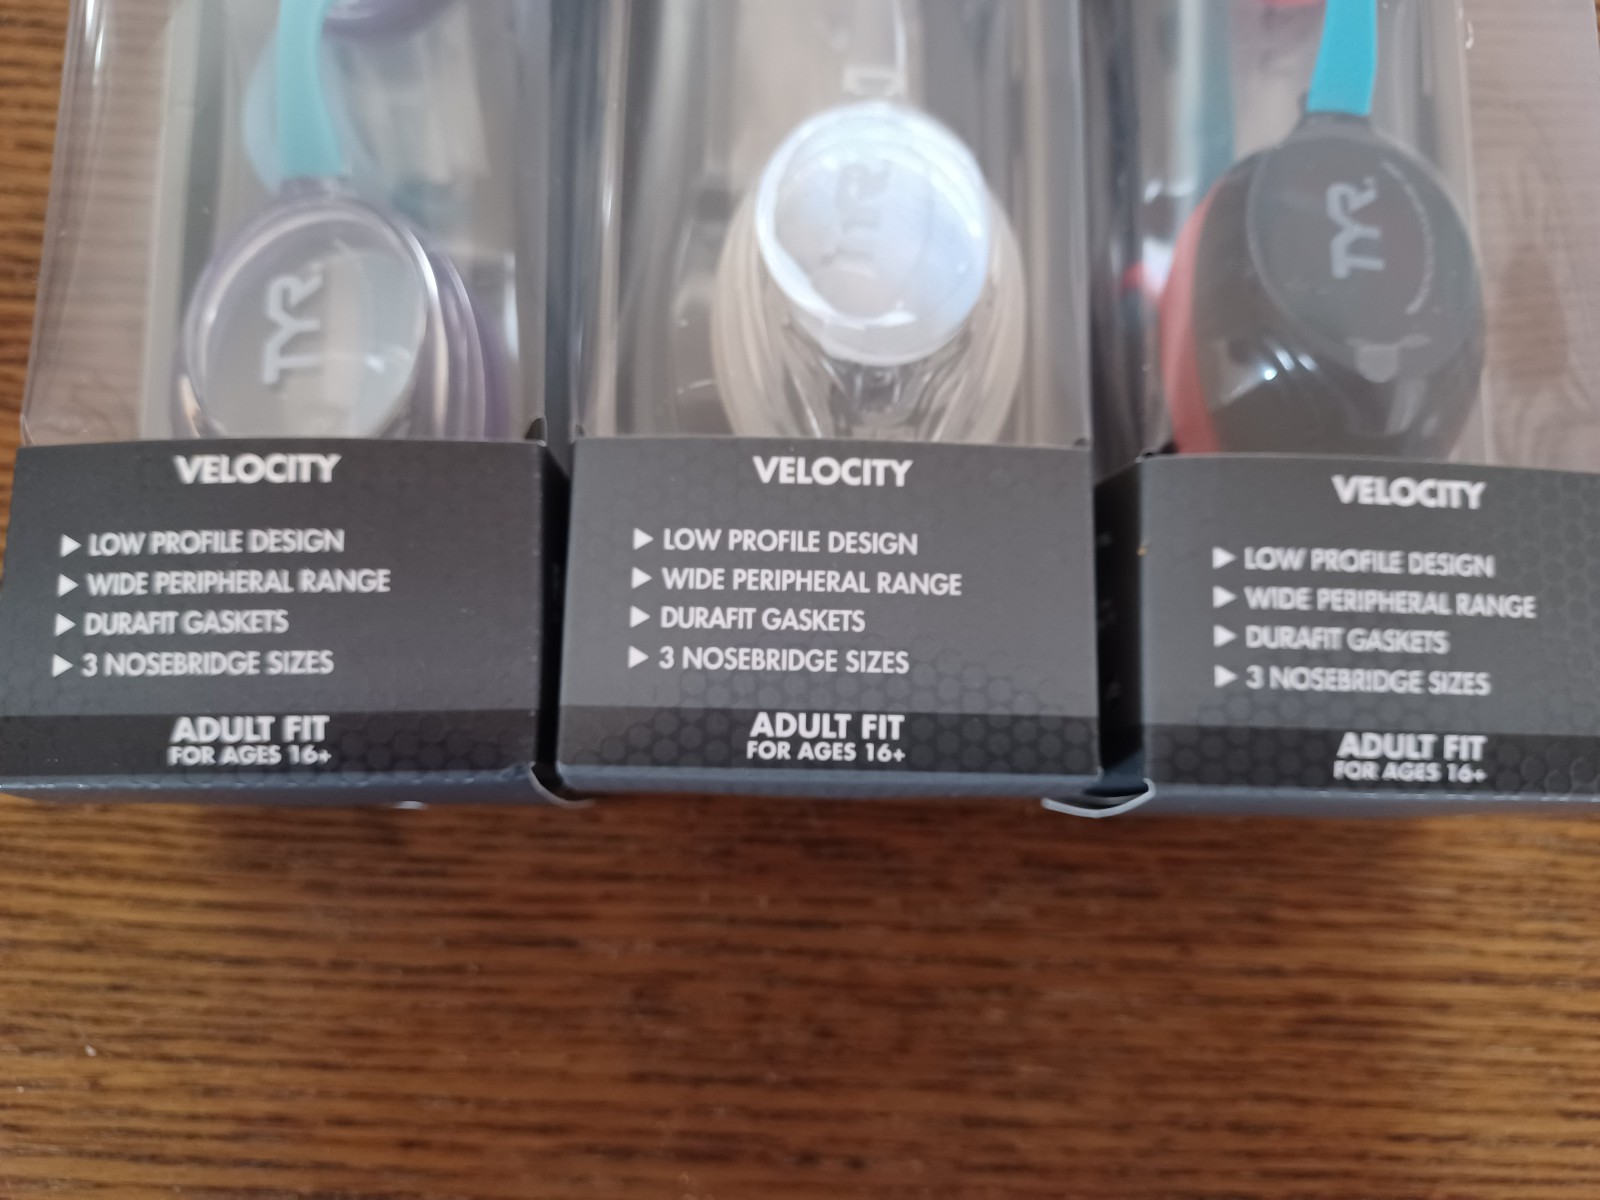 TYR
VELOCITY
LOW PROFILE DESIGN
WIDE PERIPHERAL RANGE
DURAFIT GASKETS
3 NOSEBRIDGE SIZES
ADULT FIT
FOR AGES 16+
TYR
VELOCITY
LOW PROFILE DESIGN
WIDE PERIPHERAL RANGE
DURAFIT GASKETS
3 NOSEBRIDGE SIZES
ADULT FIT
FOR AGES 16+
TYR
VELOCITY
LOW PROFILE DESIGN
WIDE PERIPHERAL RANGE
DURAFIT GASKETS
3 NOSEBRIDGE SIZES
ADULT FIT
FOR AGES 16+